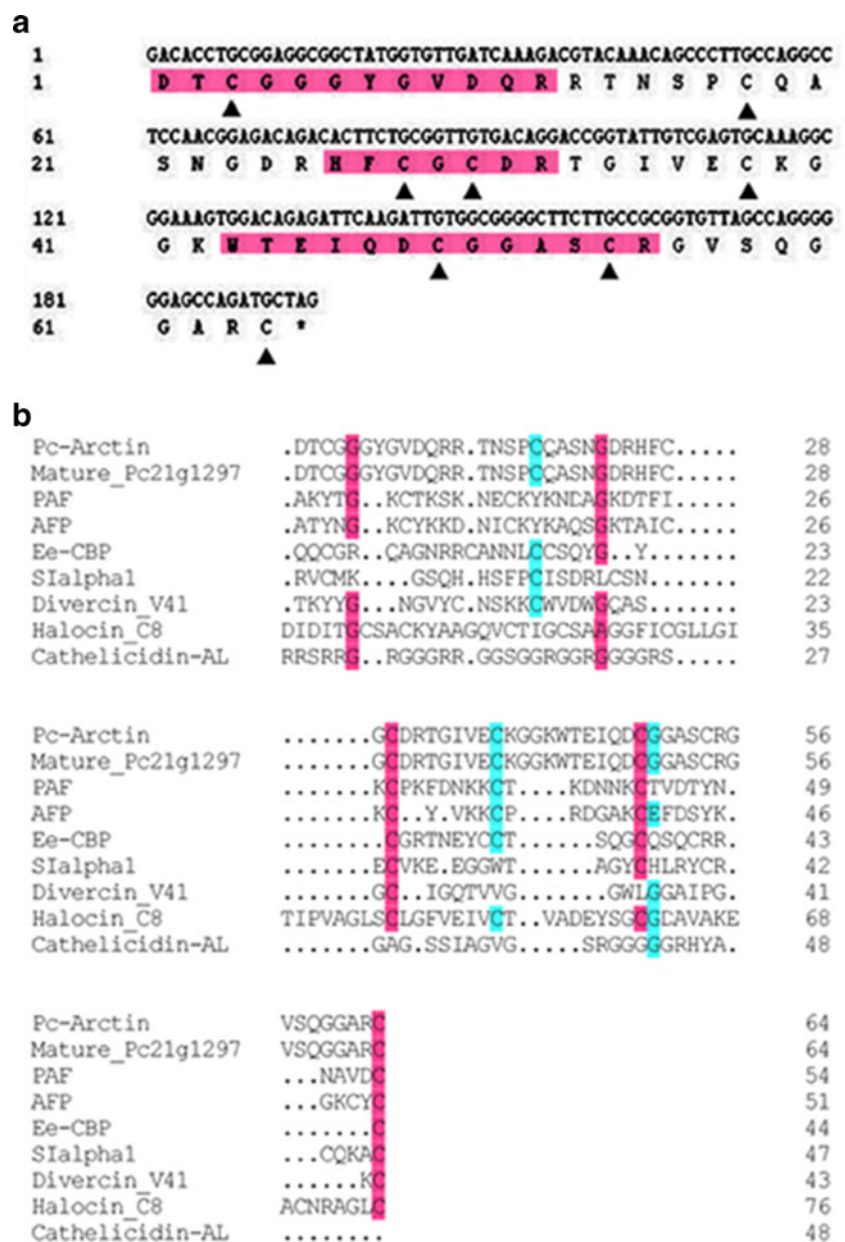 a
1 GACACCTGCGGAGGCGGCTATGGTGTTGATCAAAGACGTACAAACAGCCCTTGCCAGGCC
1 D T C G G G Y G V D Q R R T N S P C Q A
61 TCCAACGGAGACAGACACTTCTGCGGTTGTGACAGGACCGGTATTGTCGAGTGCAAAGGC
21 S N G D R H F C G C D R T G I V E C K G
121 GGAAAGTGGACAGAGATTCAAGATTGTGGCGGGGCTTCTTGCCGCGGTGTTAGCCAGGGG
41 G K W T E I Q D C G G A S C R G V S Q G
181 GGAGCCAGATGCTAG
61 G A R C *
b
Pc-Arctin .DTCGGGYGVDQRR.TNSPCQASNGDRHFC..... 28
Mature_Pc21g1297 .DTCGGGYGVDQRR.TNSPCQASNGDRHFC..... 28
PAF .AKYTG..KCTKSK.NECKYKNDAGKDTFI..... 26
AFP .ATYNG..KCYKKD.NICKYKAQSGKTAIC..... 26
Ee-CBP .QQCGR..QAGNRRCANNLCCSQYG..Y....... 23
SIalpha1 .RVCMK....GSQH.HSFPCISDRLCSN....... 22
Divercin_V41 .TKYYG...NGVYC.NSKKCWVDWGQAS....... 23
Halocin_C8 DIDITGCSACKYAAGQVCTIGCSAAGGFICGLLGI 35
Cathelicidin-AL RRSRRG..RGGGRR.GGSGGRGGRGGGGRS..... 27
Pc-Arctin .......GCDRTGIVECKGGKWTEIQDCGGASCRG 56
Mature_Pc21g1297 .......GCDRTGIVECKGGKWTEIQDCGGASCRG 56
PAF .......KCPKFDNKKCT....KDNNKCTVDTYN. 49
AFP .......KC..Y.VKKCP....RDGAKCEFDSYK. 46
Ee-CBP ........CGRTNEYCCT......SQGCQSQCRR. 43
SIalpha1 .......ECVKE.EGGWT......AGYCHLRYCR. 42
Divercin_V41 .......GC..IGQTVVG.......GWLGGAIPG. 41
Halocin_C8 TIPVAGLSCLGFVEIVCT..VADEYSGCGDAVAKE 68
Cathelicidin-AL .......GAG.SSIAGVG.....SRGGGGGRHYA. 48
Pc-Arctin VSQGGARC 64
Mature_Pc21g1297 VSQGGARC 64
PAF ...NAVDC 54
AFP ...GKCYC 51
Ee-CBP .......C 44
SIalpha1 ...CQKAC 47
Divercin_V41 ......KC 43
Halocin_C8 ACNRAGLC 76
Cathelicidin-AL ........ 48